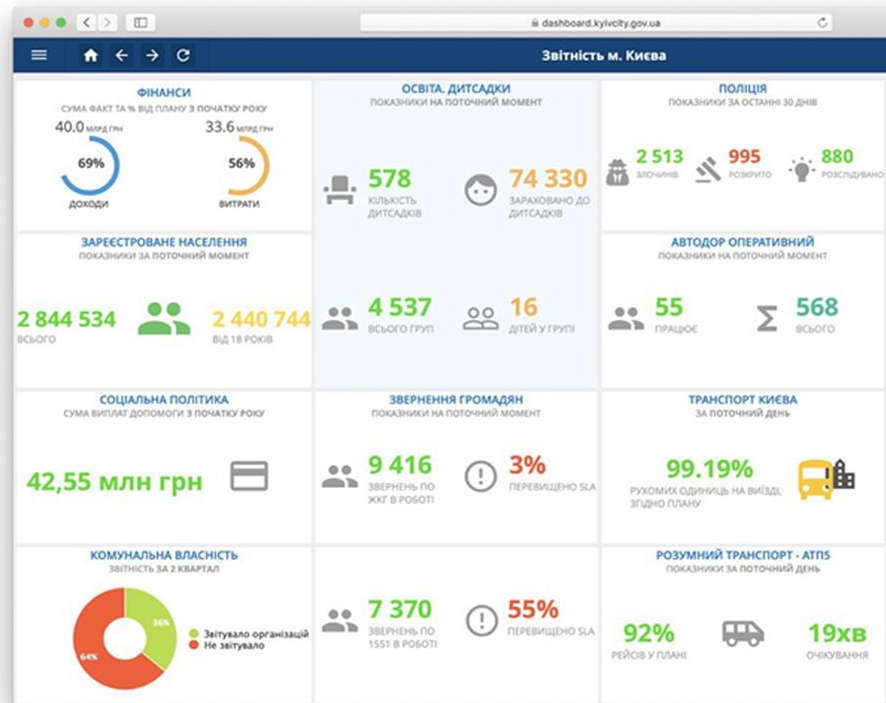 dashboard.kyivcity.gov.ua
Звітність м. Києва
ФІНАНСИ
СУМА ФАКТ ТА % ВІД ПЛАНУ З ПОЧАТКУ РОКУ
40.0 МЛРД ГРН
33.6 МЛРД ГРН
69%
56%
ДОХОДИ
ВИТРАТИ
ОСВІТА. ДИТСАДКИ
ПОКАЗНИКИ НА ПОТОЧНИЙ МОМЕНТ
578
КІЛЬКІСТЬ
ДИТСАДКІВ
74 330
ЗАРАХОВАНО ДО
ДИТСАДКІВ
4 537
ВСЬОГО ГРУП
16
ДІТЕЙ У ГРУПІ
ПОЛІЦІЯ
ПОКАЗНИКИ ЗА ОСТАННІ 30 ДНІВ
2 513
ЗЛОЧИНІВ
995
РОЗКРИТО
880
РОЗСЛІДУВАНО
ЗАРЕЄСТРОВАНЕ НАСЕЛЕННЯ
ПОКАЗНИКИ ЗА ПОТОЧНИЙ МОМЕНТ
2 844 534
ВСЬОГО
2 440 744
ВІД 18 РОКІВ
АВТОДОР ОПЕРАТИВНИЙ
ПОКАЗНИКИ НА ПОТОЧНИЙ МОМЕНТ
55
ПРАЦЮЄ
Σ
568
ВСЬОГО
СОЦІАЛЬНА ПОЛІТИКА
СУМА ВИПЛАТ ДОПОМОГИ З ПОЧАТКУ РОКУ
42,55 млн грн
ЗВЕРНЕННЯ ГРОМАДЯН
ПОКАЗНИКИ НА ПОТОЧНИЙ МОМЕНТ
9 416
ЗВЕРНЕНЬ ПО
ЖКГ В РОБОТІ
3%
ПЕРЕВИЩЕНО SLA
ТРАНСПОРТ КИЄВА
ЗА ПОТОЧНИЙ ДЕНЬ
99.19%
РУХОМИХ ОДИНИЦЬ НА ВИЇЗДІ,
ЗГІДНО ПЛАНУ
КОМУНАЛЬНА ВЛАСНІСТЬ
ЗВІТНІСТЬ ЗА 2 КВАРТАЛ
36%
64%
Звітувало організацій
Не звітувало
7 370
ЗВЕРНЕНЬ ПО
1551 В РОБОТІ
55%
ПЕРЕВИЩЕНО SLA
РОЗУМНИЙ ТРАНСПОРТ - АТП5
ПОКАЗНИКИ ЗА ПОТОЧНИЙ ДЕНЬ
92%
РЕЙСІВ У ПЛАНІ
19хв
ОЧІКУВАННЯ